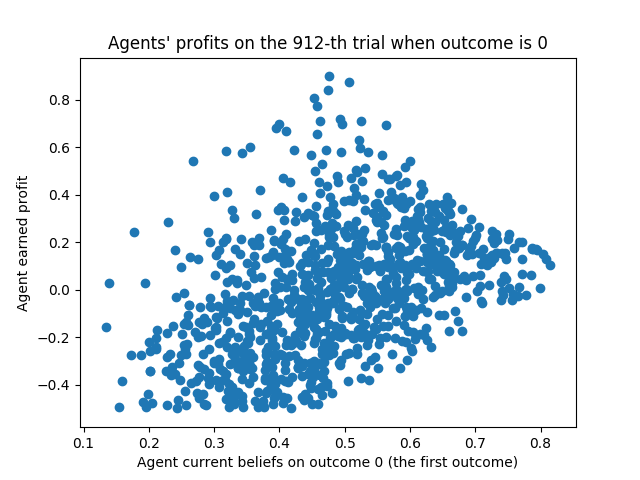 Agents' profits on the 912-th trial when outcome is 0
Agent earned profit
0.8
0.6
0.4
0.2
0.0
−0.2
−0.4
0.1 0.2 0.3 0.4 0.5 0.6 0.7 0.8
Agent current beliefs on outcome 0 (the first outcome)